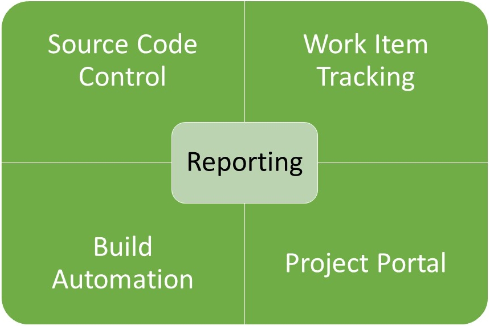 Source Code
Control
Work Item
Tracking
Reporting
Build
Automation
Project Portal